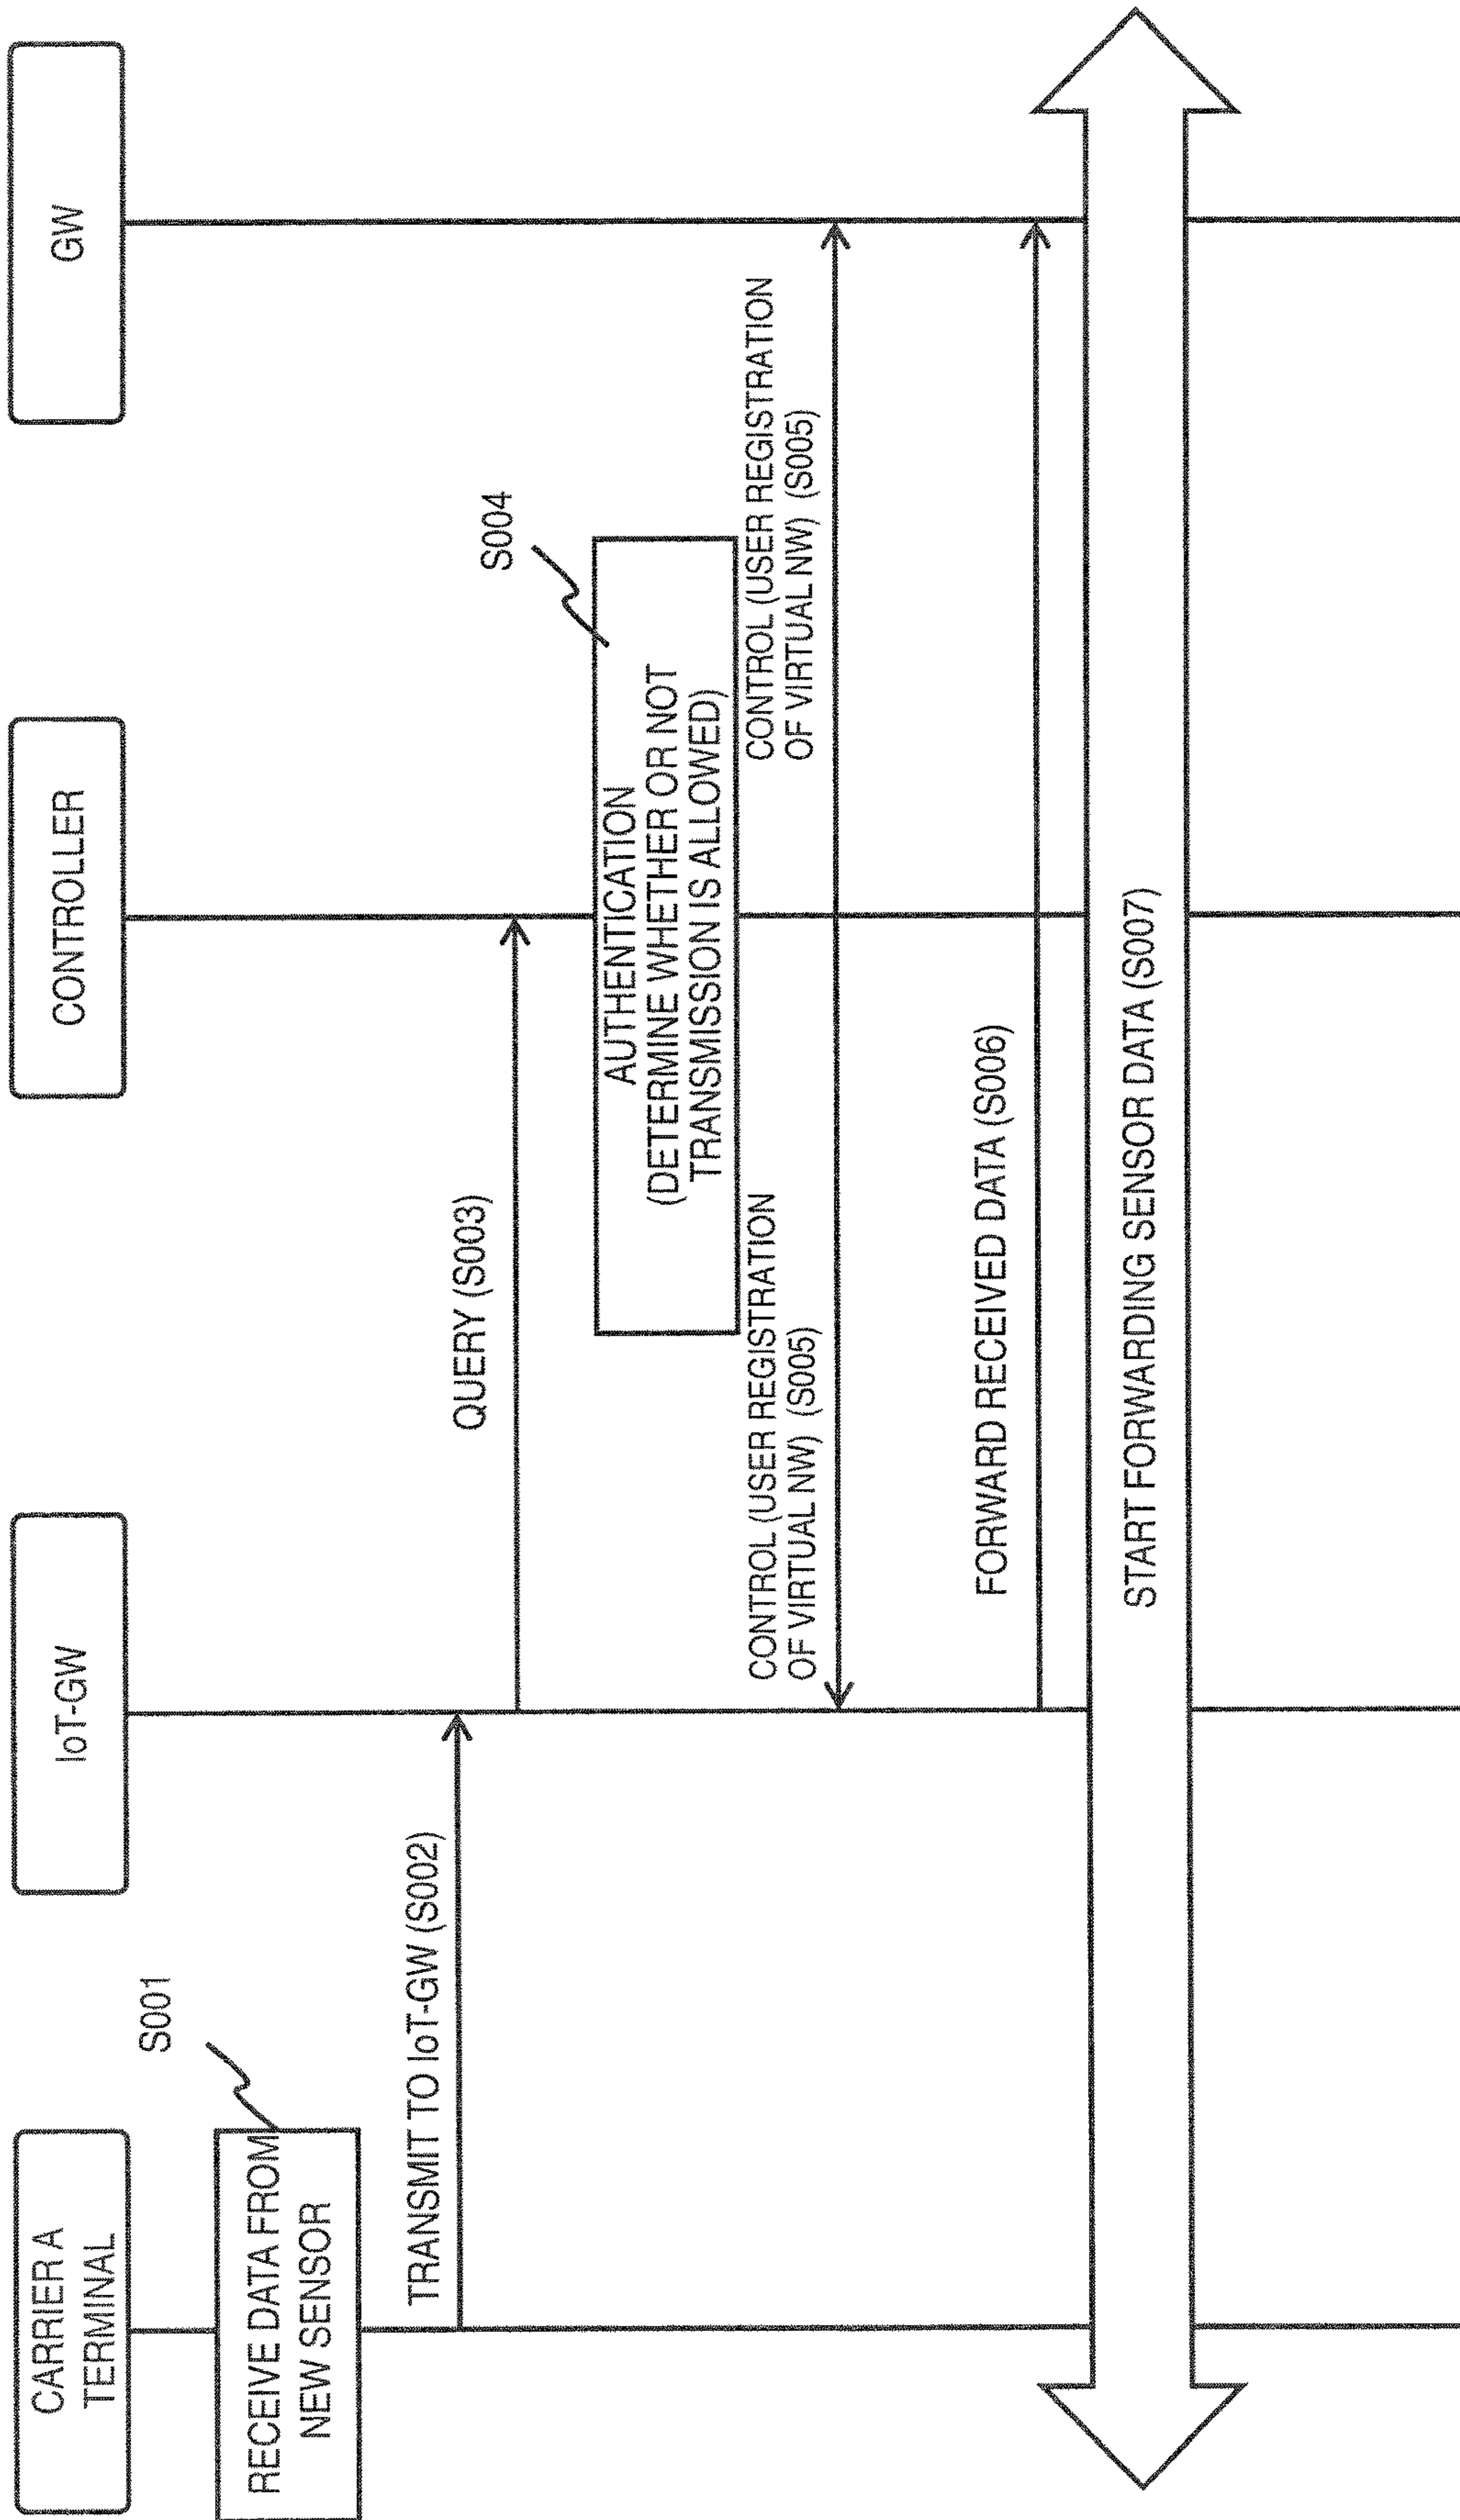 CARRIER A
TERMINAL
IoT-GW
CONTROLLER
GW
S001
RECEIVE DATA FROM
NEW SENSOR
TRANSMIT TO IoT-GW (S002)
QUERY (S003)
S004
AUTHENTICATION
(DETERMINE WHETHER OR NOT
TRANSMISSION IS ALLOWED)
CONTROL (USER REGISTRATION
OF VIRTUAL NW) (S005)
CONTROL (USER REGISTRATION
OF VIRTUAL NW) (S005)
FORWARD RECEIVED DATA (S006)
START FORWARDING SENSOR DATA (S007)